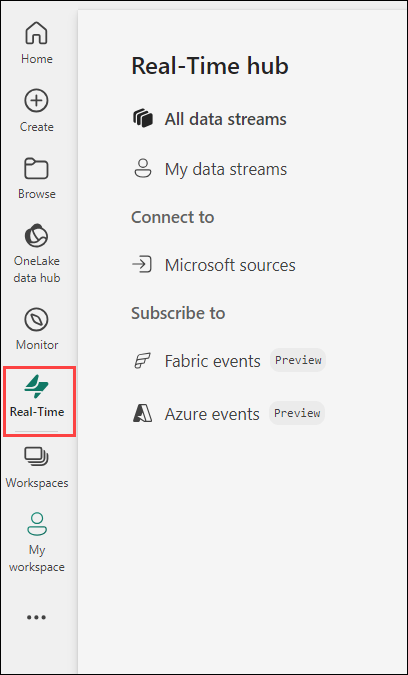 Home
Create
Browse
OneLake
data hub
Monitor
Real-Time
Workspaces
My
workspace
Real-Time hub
All data streams
My data streams
Connect to
Microsoft sources
Subscribe to
Fabric events Preview
Azure events Preview